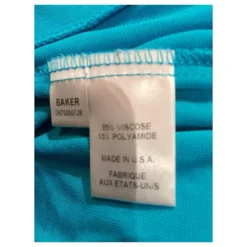 BAKER
85% VISCOSE
15% POLYAMIDE
MADE IN U.S.A.
FABRIQUE
AUX ETATS-UNIS